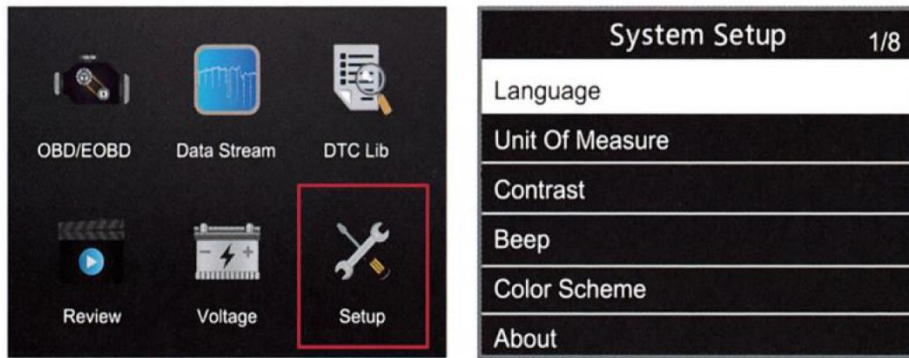 OBD/EOBD Data Stream DTC Lib
Review Voltage Setup
System Setup 1/8
Language
Unit Of Measure
Contrast
Beep
Color Scheme
About